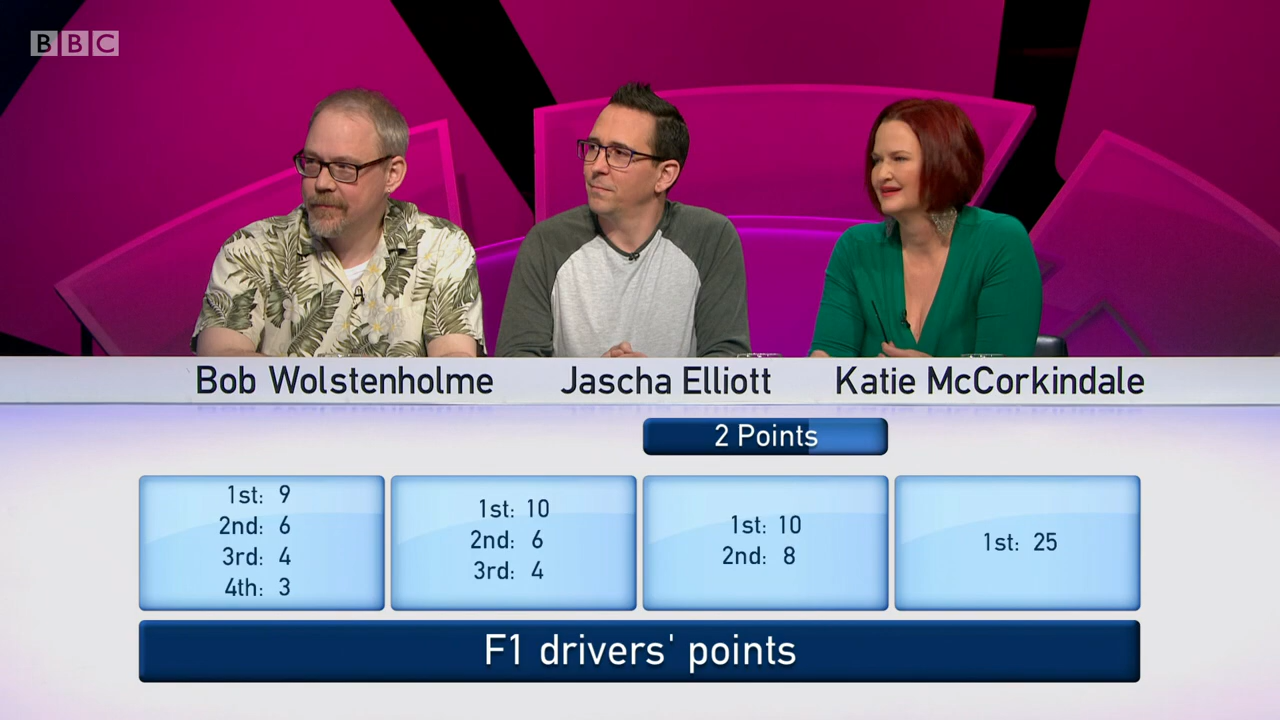 BBC
Bob Wolstenholme
Jascha Elliott
Katie McCorkindale
2 Points
1st: 9
2nd: 6
3rd: 4
4th: 3
1st: 10
2nd: 6
3rd: 4
1st: 10
2nd: 8
1st: 25
F1 drivers' points